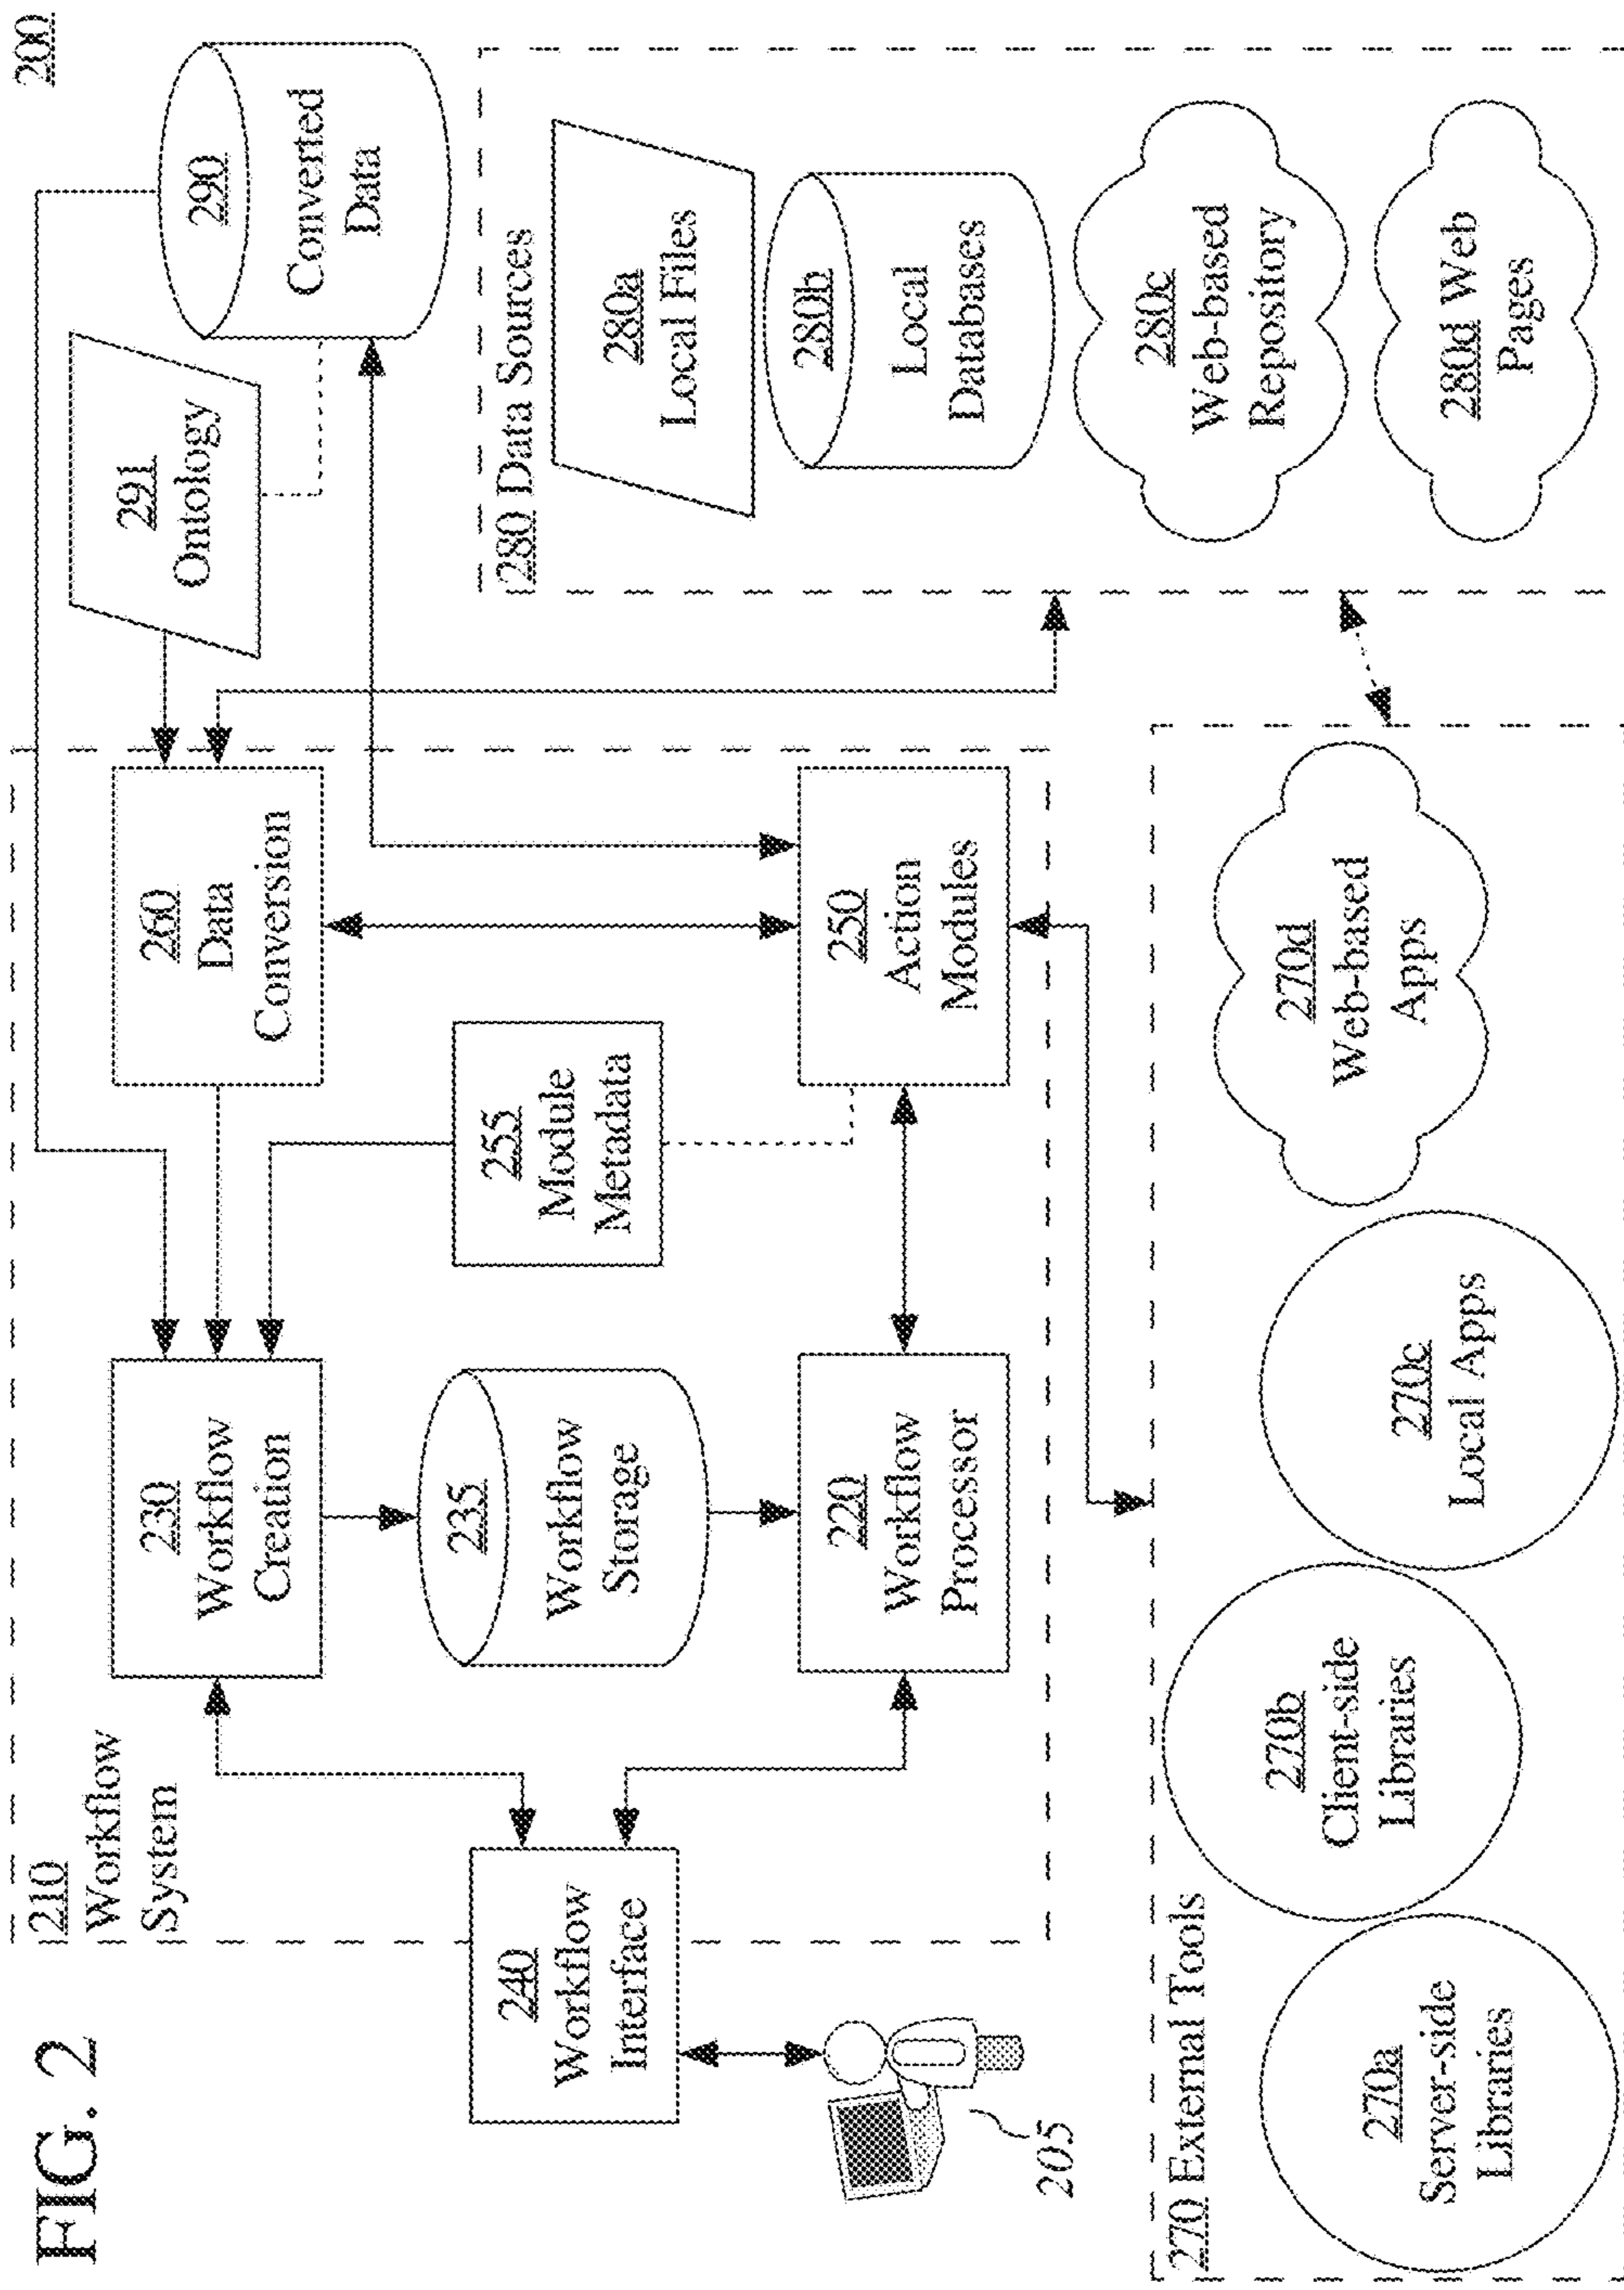 FIG. 2
200
210
Workflow
System
230
Workflow
Creation
260
Data
Conversion
291
Ontology
290
Converted
Data
240
Workflow
Interface
235
Workflow
Storage
255
Module
Metadata
220
Workflow
Processor
250
Action
Modules
205
280 Data Sources
280a
Local Files
280b
Local
Databases
280c
Web-based
Repository
280d Web
Pages
270 External Tools
270a
Server-side
Libraries
270b
Client-side
Libraries
270c
Local Apps
270d
Web-based
Apps